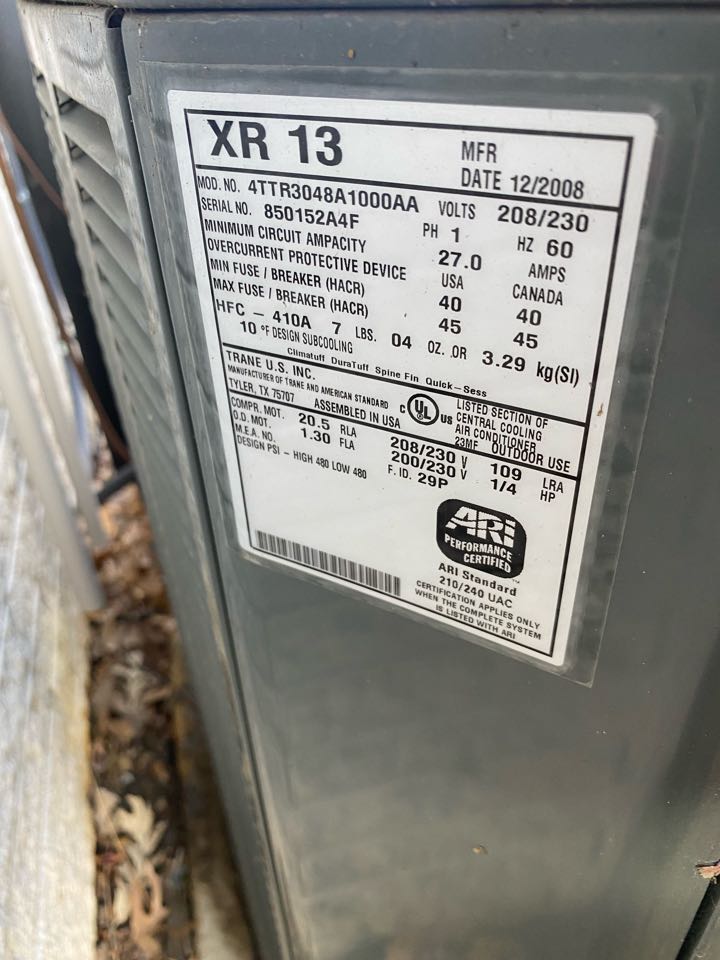 XR 13
MFR
DATE 12/2008
MOD. NO. 4TTR3048A1000AA VOLTS 208/230
SERIAL NO. 850152A4F PH 1 HZ 60
MINIMUM CIRCUIT AMPACITY 27.0 AMPS
OVERCURRENT PROTECTIVE DEVICE USA CANADA
MIN FUSE / BREAKER (HACR) 40 40
MAX FUSE / BREAKER (HACR) 45 45
HFC - 410A 7 LBS. 04 OZ. OR 3.29 kg(SI)
10 °F DESIGN SUBCOOLING
Climatuff DuraTuff Spine Fin Quick-Sess
TRANE U.S. INC.
MANUFACTURER OF TRANE AND AMERICAN STANDARD
TYLER, TX 75707 ASSEMBLED IN USA
C UL US
LISTED SECTION OF
CENTRAL COOLING
AIR CONDITIONER
23MF OUTDOOR USE
COMPR. MOT. 20.5 RLA 208/230 V 109 LRA
O.D. MOT. 1.30 FLA 200/230 V 1/4 HP
M.E.A. NO. F. ID. 29P
DESIGN PSI - HIGH 480 LOW 480
ARI
PERFORMANCE
CERTIFIED™
ARI Standard
210/240 UAC
CERTIFICATION APPLIES ONLY
WHEN THE COMPLETE SYSTEM
IS LISTED WITH ARI